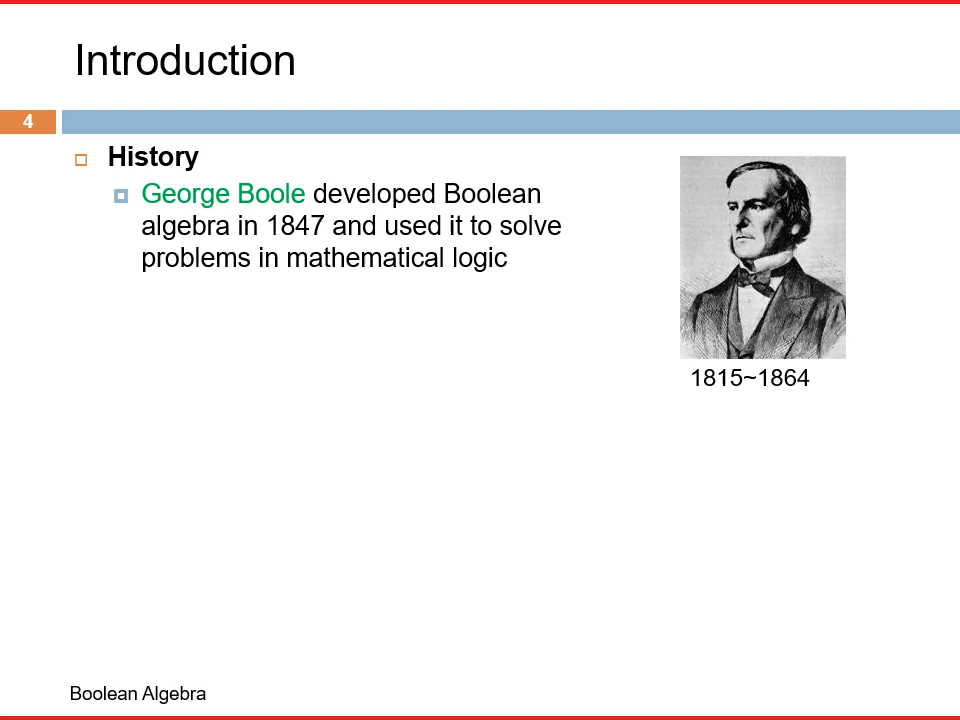 Introduction
4
History
George Boole developed Boolean
algebra in 1847 and used it to solve
problems in mathematical logic
1815~1864
Boolean Algebra